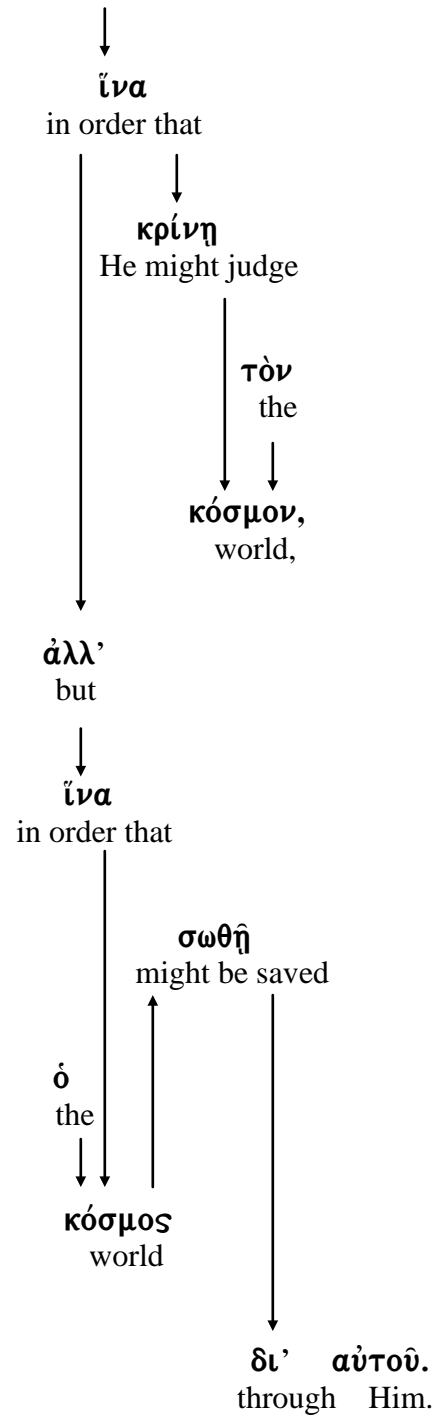 ἵνα
in order that
κρίνῃ
He might judge
τὸν
the
κόσμον,
world,
ἀλλ’
but
ἵνα
in order that
σωθῇ
might be saved
ὁ
the
κόσμος
world
δι’ αὐτοῦ.
through Him.